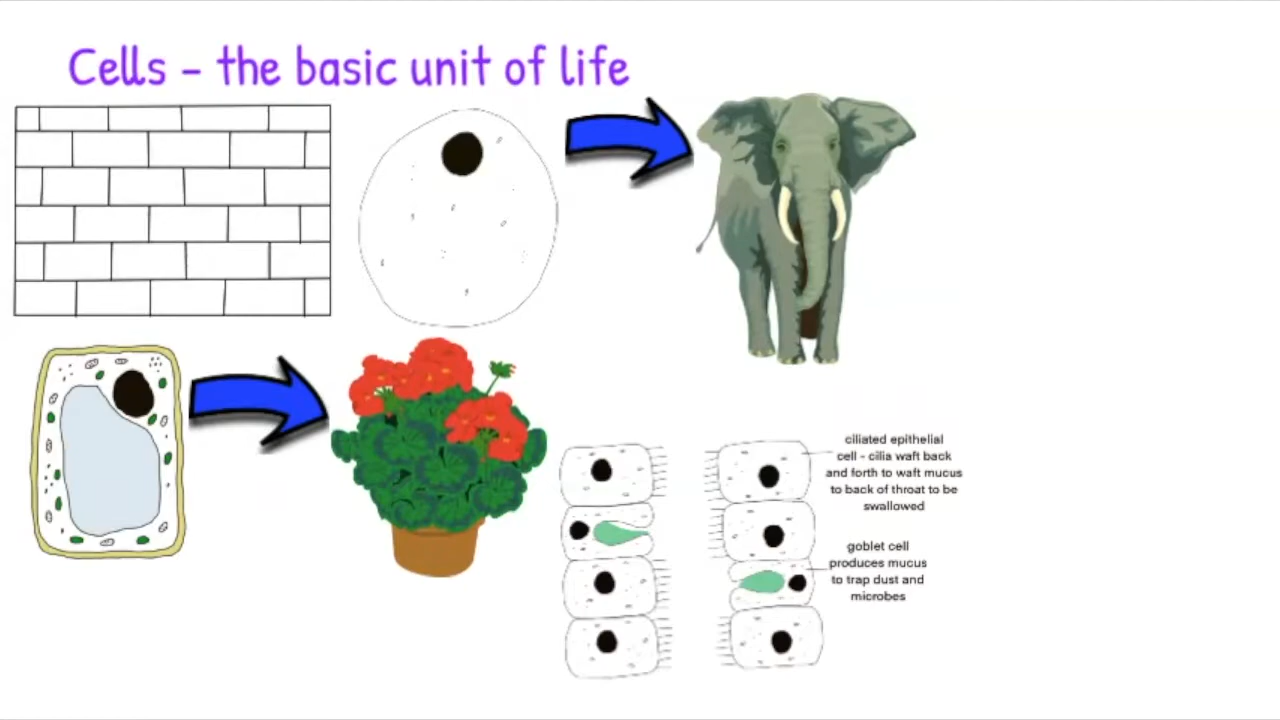 Cells - the basic unit of life
ciliated epithelial
cell - cilia waft back
and forth to waft mucus
to back of throat to be
swallowed
goblet cell
produces mucus
to trap dust and
microbes